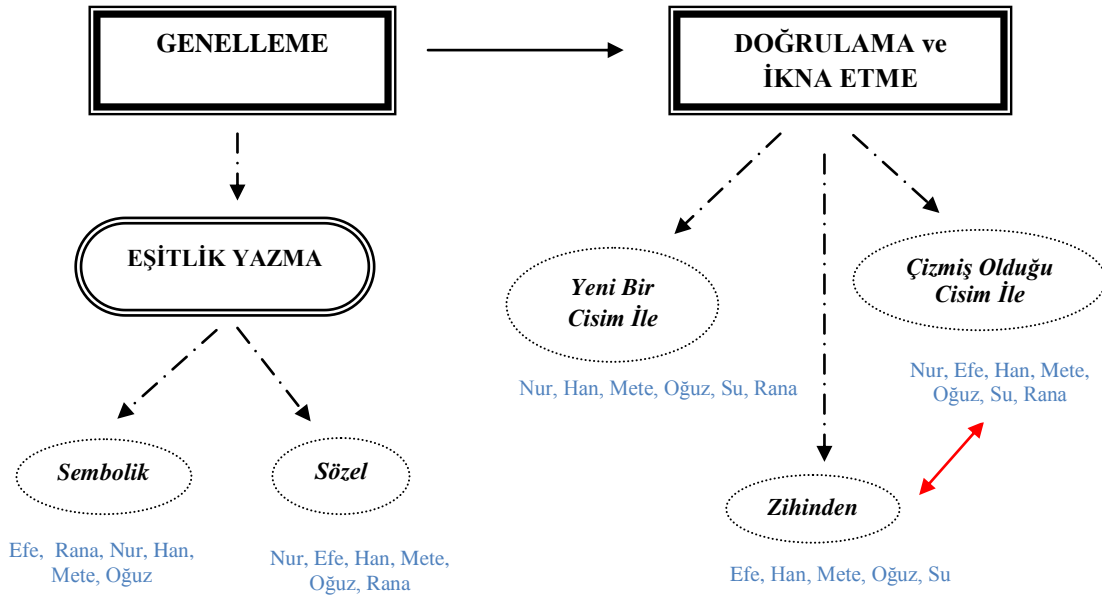 GENELLEME
DOĞRULAMA ve
İKNA ETME
EŞİTLİK YAZMA
Sembolik
Efe, Rana, Nur, Han,
Mete, Oğuz
Sözel
Nur, Efe, Han, Mete,
Oğuz, Rana
Yeni Bir
Cisim İle
Nur, Han, Mete, Oğuz, Su, Rana
Zihinden
Efe, Han, Mete, Oğuz, Su
Çizmiş Olduğu
Cisim İle
Nur, Efe, Han, Mete,
Oğuz, Su, Rana